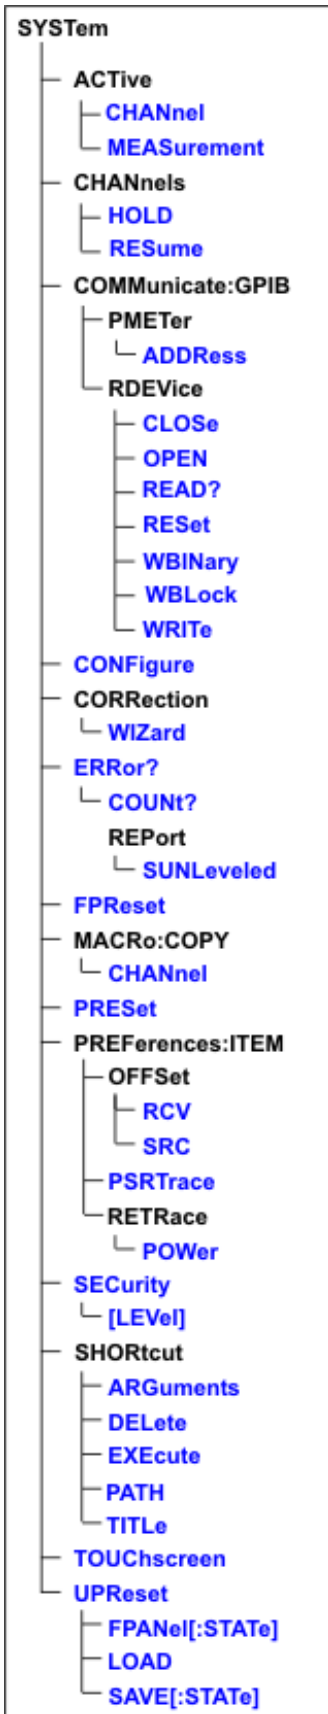 SYSTem
ACTive
CHANnel
MEASurement
CHANnels
HOLD
RESume
COMMunicate:GPIB
PMETer
ADDRess
RDEVice
CLOSe
OPEN
READ?
RESet
WBINary
WBLock
WRITe
CONFigure
CORRection
WIZard
ERRor?
COUNt?
REPort
SUNLeveled
FPReset
MACRo:COPY
CHANnel
PRESet
PREFerences:ITEM
OFFSet
RCV
SRC
PSRTrace
RETRace
POWer
SECurity
[LEVel]
SHORtcut
ARGuments
DELete
EXEcute
PATH
TITLe
TOUChscreen
UPReset
FPANel[:STATe]
LOAD
SAVE[:STATe]